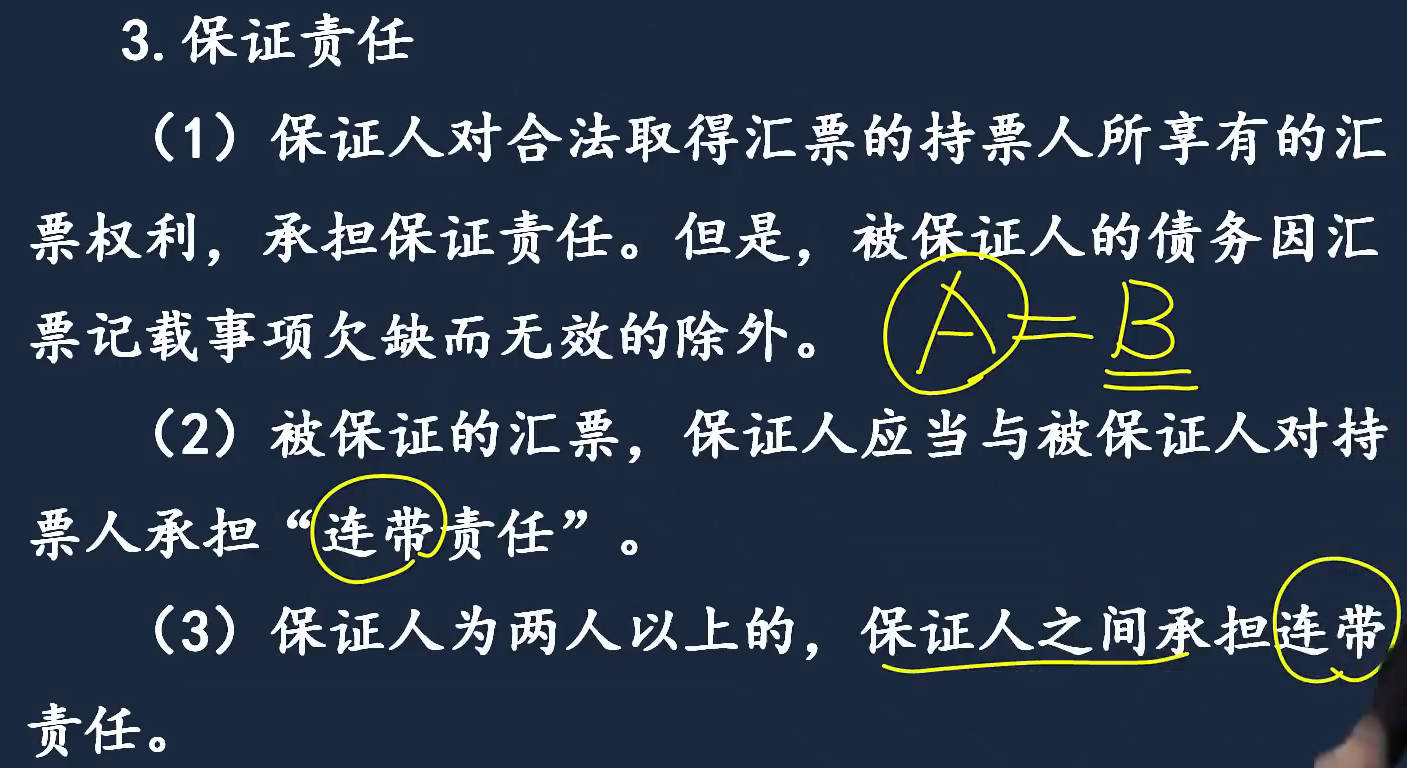 3.保证责任
（1）保证人对合法取得汇票的持票人所享有的汇
票权利，承担保证责任。但是，被保证人的债务因汇
票记载事项欠缺而无效的除外。
A=B
（2）被保证的汇票，保证人应当与被保证人对持
票人承担“连带责任”。
（3）保证人为两人以上的，保证人之间承担连带
责任。